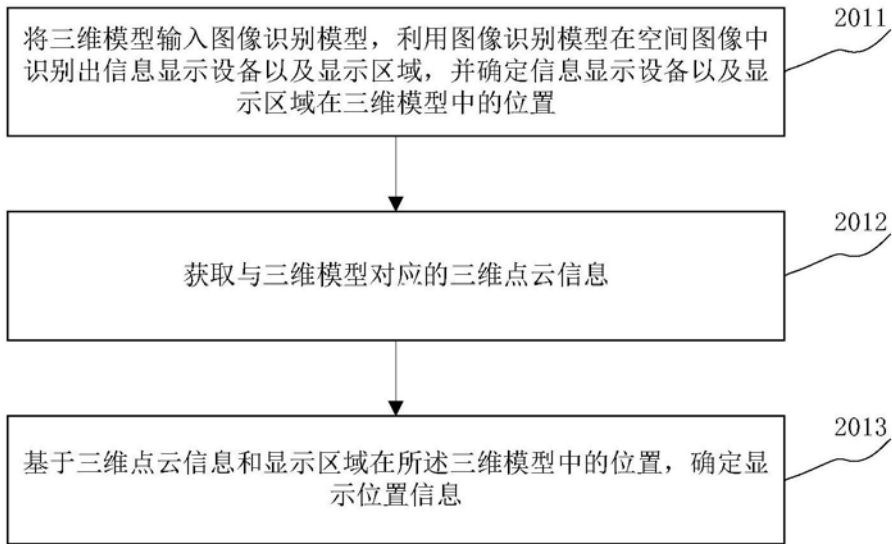 2011
将三维模型输入图像识别模型，利用图像识别模型在空间图像中
识别出信息显示设备以及显示区域，并确定信息显示设备以及显
示区域在三维模型中的位置
2012
获取与三维模型对应的三维点云信息
2013
基于三维点云信息和显示区域在所述三维模型中的位置，确定显
示位置信息